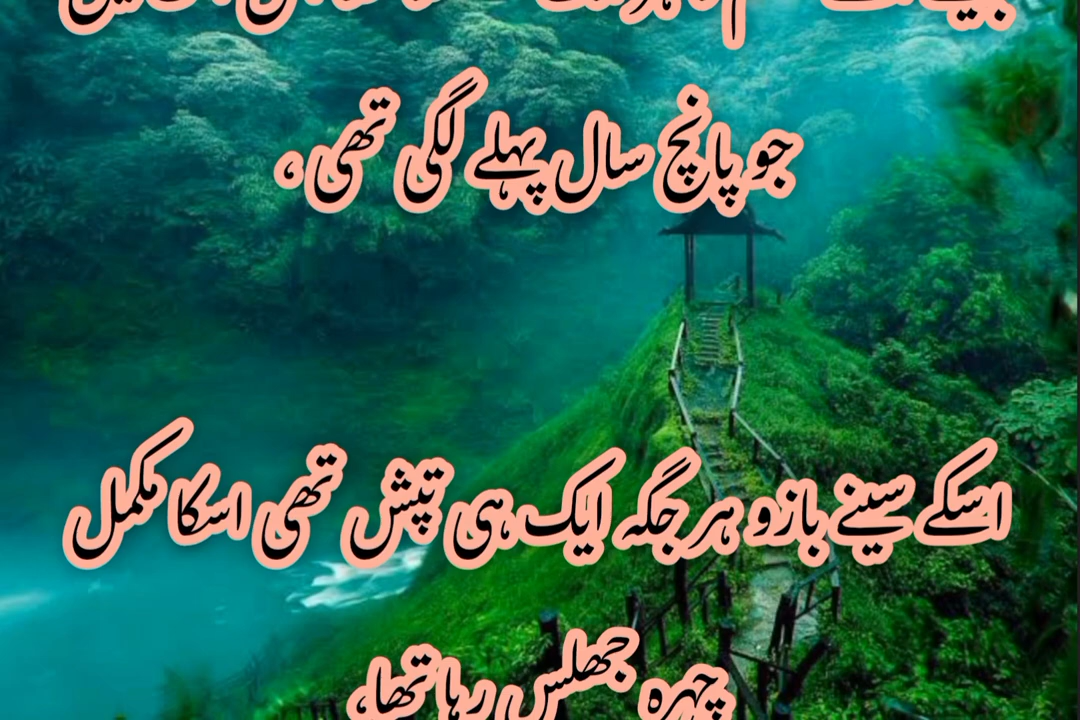 جو پانچ سال پہلے لگی تھی،
اسکے سینے بازو ہر جگہ ایک ہی تپش تھی اسکا مکمل
چہرہ جھلس رہا تھا،